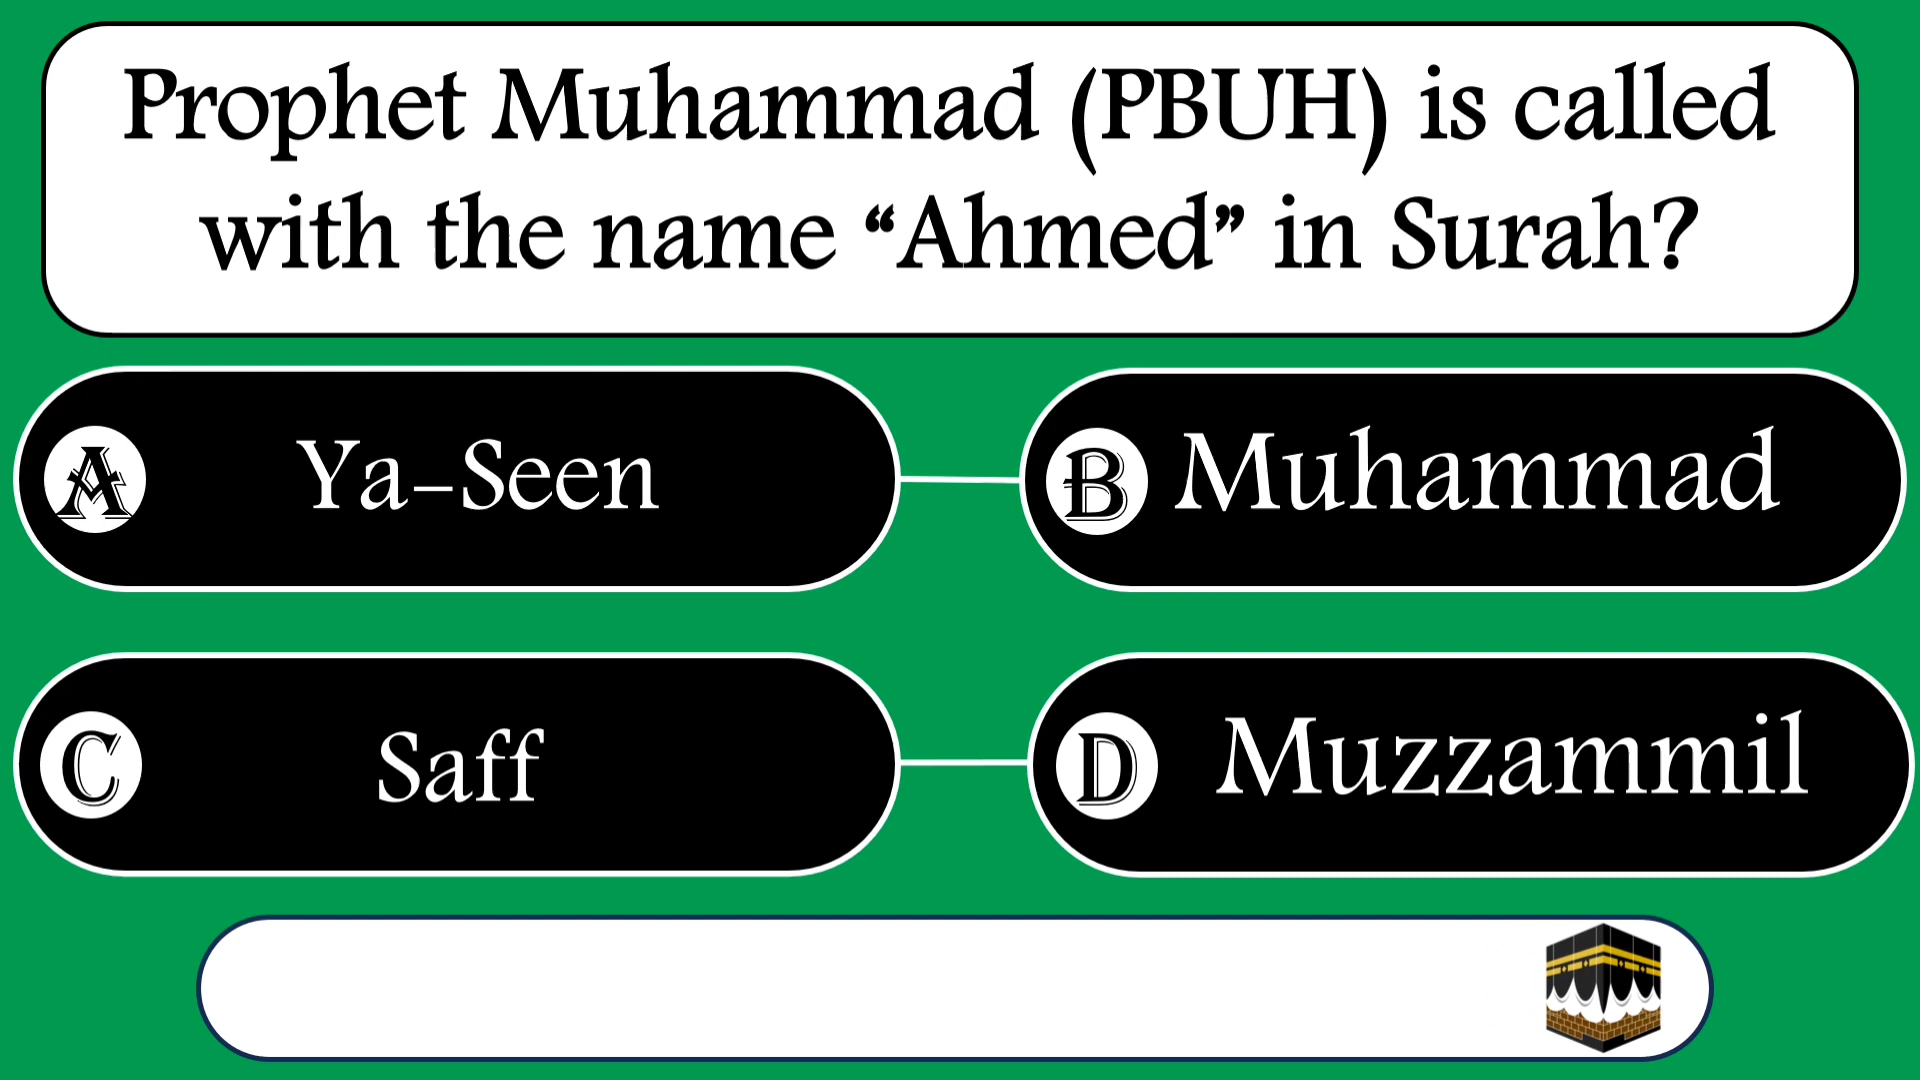 Prophet Muhammad (PBUH) is called
with the name “Ahmed” in Surah?
A Ya-Seen
B Muhammad
C Saff
D Muzzammil